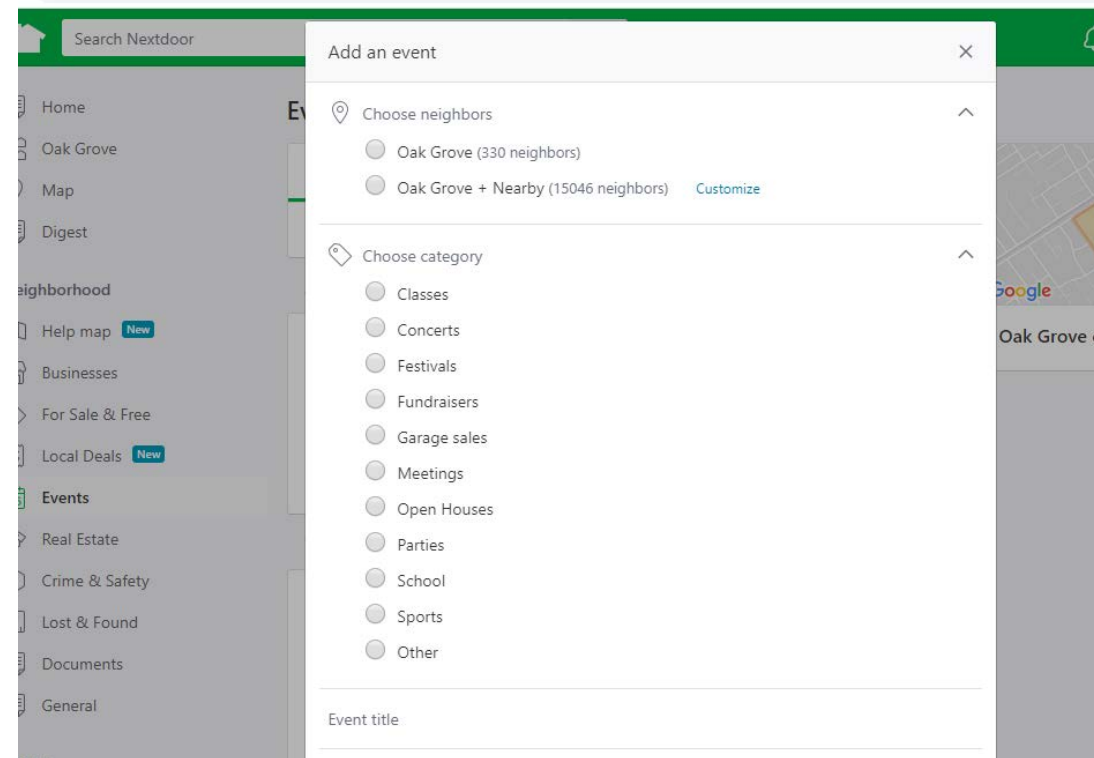 Search Nextdoor
Home
Oak Grove
Map
Digest
Help map New
Businesses
For Sale & Free
Local Deals New
Events
Real Estate
Crime & Safety
Lost & Found
Documents
General
Add an event
Choose neighbors
Oak Grove (330 neighbors)
Oak Grove + Nearby (15046 neighbors) Customize
Choose category
Classes
Concerts
Festivals
Fundraisers
Garage sales
Meetings
Open Houses
Parties
School
Sports
Other
Event title
Google
Oak Grove